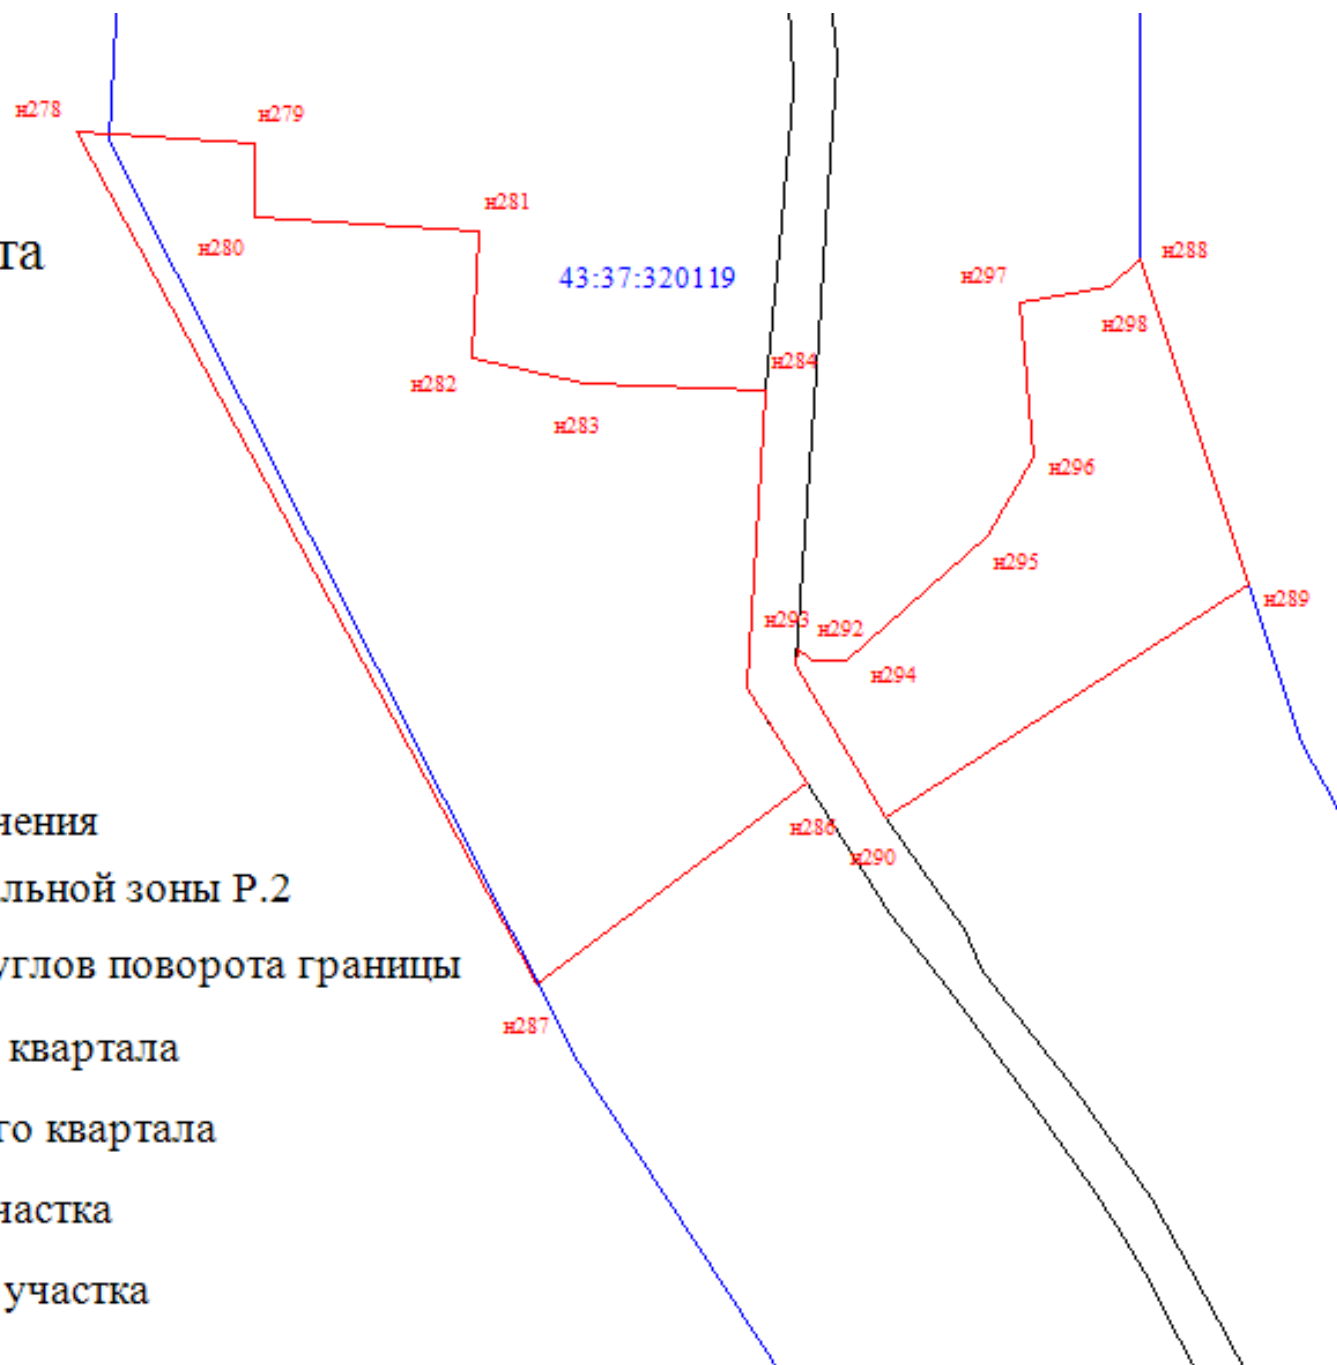 н278
н279
н281
н280
та
н288
43:37:320119
н297
н298
н284
н282
н283
н296
н295
н289
н293
н292
н294
чения
н286
н290
льной зоны Р.2
углов поворота границы
н287
квартала
го квартала
частка
участка